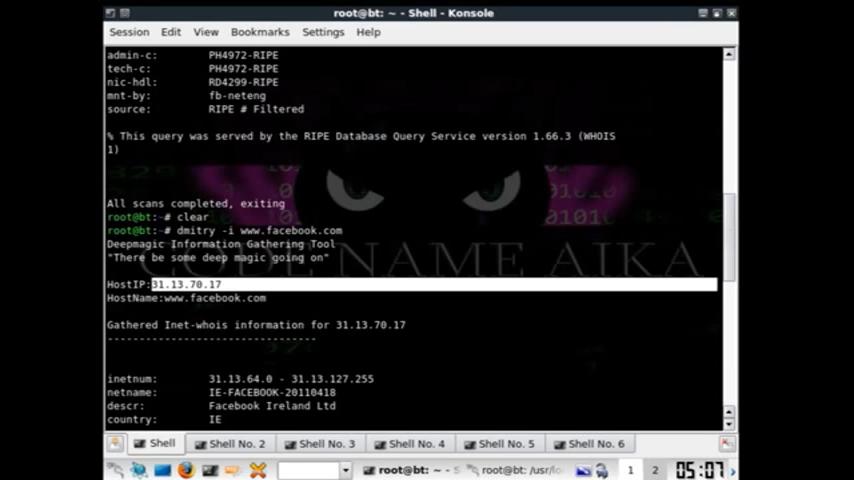 root@bt: ~ - Shell - Konsole
Session Edit View Bookmarks Settings Help
admin-c: PH4972-RIPE
tech-c: PH4972-RIPE
nic-hdl: RD4299-RIPE
mnt-by: fb-neteng
source: RIPE # Filtered
% This query was served by the RIPE Database Query Service version 1.66.3 (WHOIS
1)
All scans completed, exiting
root@bt:~# clear
root@bt:~# dmitry -i www.facebook.com
Deepmagic Information Gathering Tool
"There be some deep magic going on"
CODE NAME AIKA
HostIP:31.13.70.17
HostName:www.facebook.com
Gathered Inet-whois information for 31.13.70.17
---------------------------------
inetnum: 31.13.64.0 - 31.13.127.255
netname: IE-FACEBOOK-20110418
descr: Facebook Ireland Ltd
country: IE
Shell Shell No. 2 Shell No. 3 Shell No. 4 Shell No. 5 Shell No. 6
root@bt: ~ - S root@bt: /usr/lo 1 2 05:07